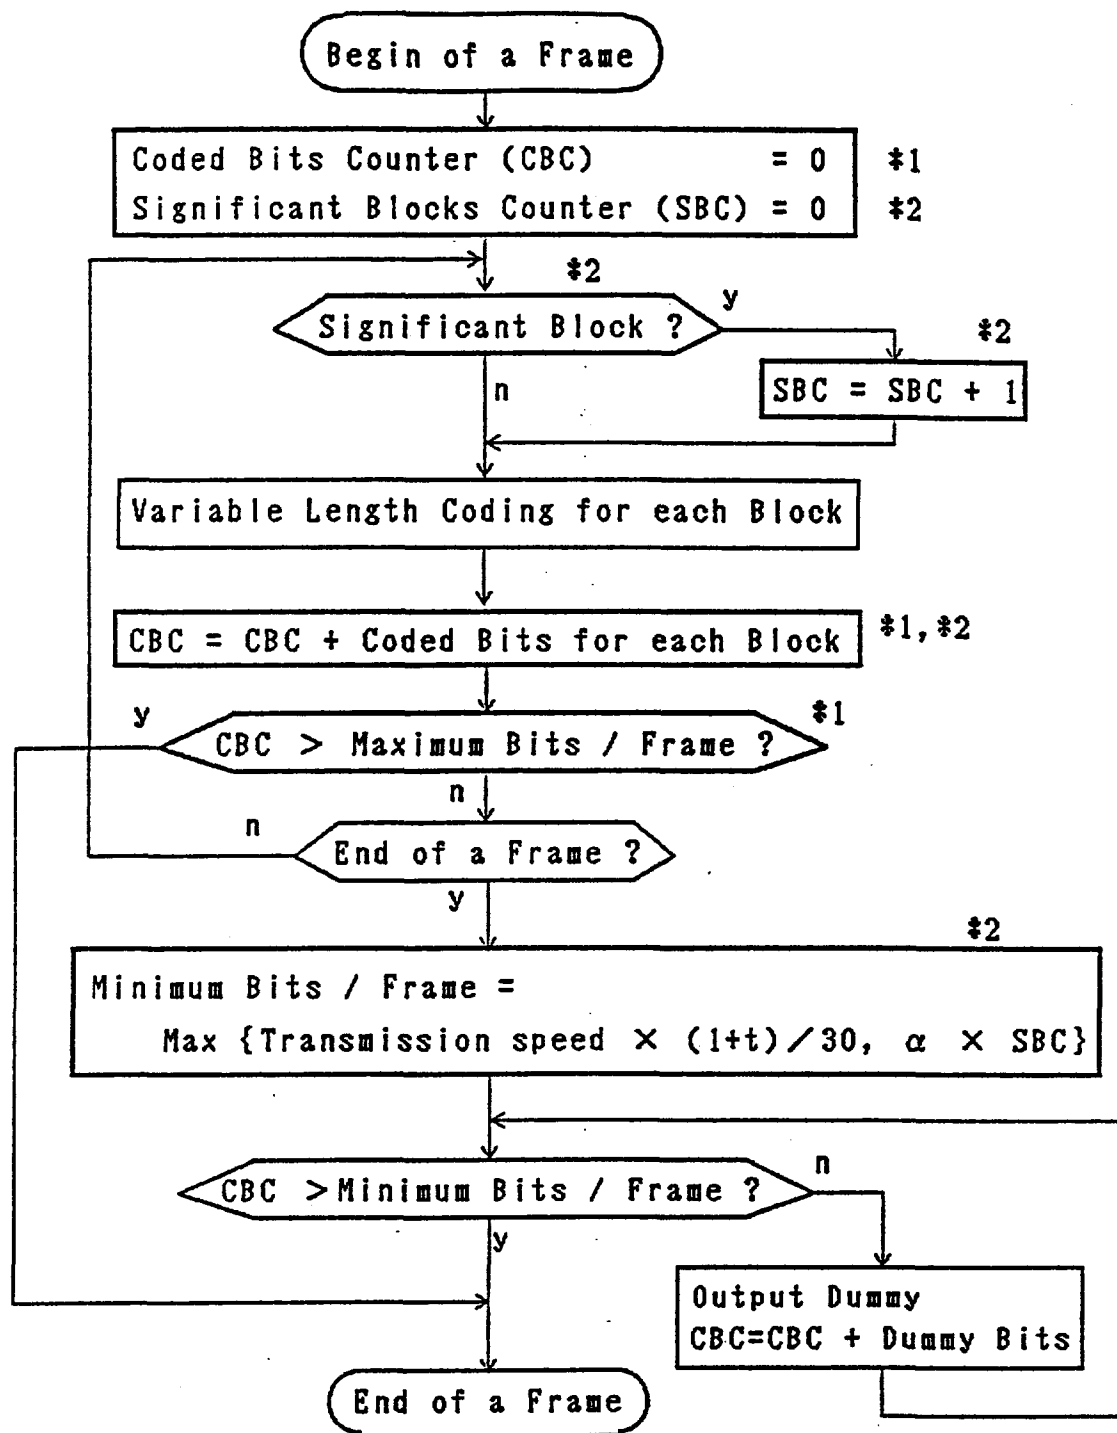 Begin of a Frame
Coded Bits Counter (CBC) = 0 *1
Significant Blocks Counter (SBC) = 0 *2
*2
Significant Block ? y
*2
n
SBC = SBC + 1
Variable Length Coding for each Block
CBC = CBC + Coded Bits for each Block *1,*2
y
*1
CBC > Maximum Bits / Frame ?
n
n
End of a Frame ?
y
*2
Minimum Bits / Frame =
Max {Transmission speed × (1+t)/30, α × SBC}
n
CBC >Minimum Bits / Frame ?
y
Output Dummy
CBC=CBC + Dummy Bits
End of a Frame